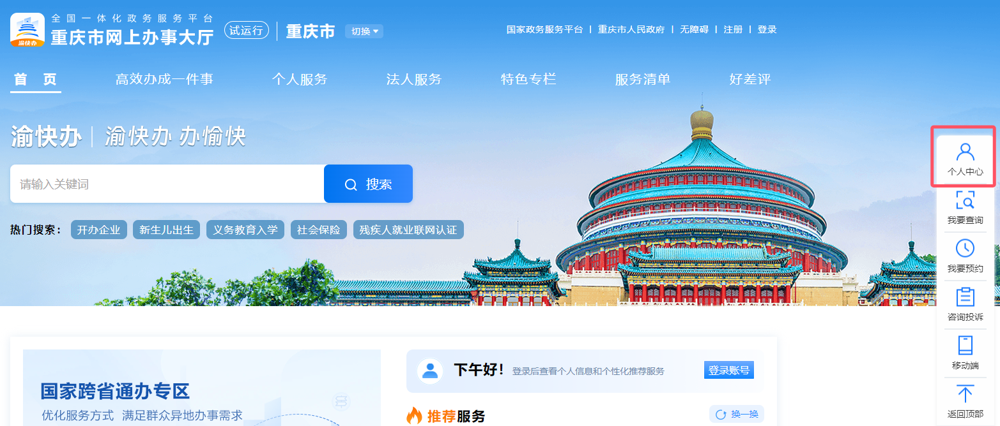 全国一体化政务服务平台
重庆市网上办事大厅
渝快办
试运行
重庆市
切换
国家政务服务平台 | 重庆市人民政府 | 无障碍 | 注册 | 登录
首 页 高效办成一件事 个人服务 法人服务 特色专栏 服务清单 好差评
渝快办 | 渝快办 办愉快
请输入关键词
搜索
热门搜索： 开办企业 新生儿出生 义务教育入学 社会保险 残疾人就业联网认证
个人中心
我要查询
我要预约
咨询投诉
移动端
返回顶部
国家跨省通办专区
优化服务方式 满足群众异地办事需求
下午好！ 登录后查看个人信息和个性化推荐服务 登录账号
推荐服务 换一换